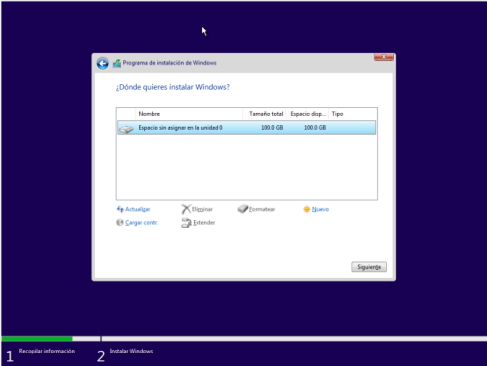 Programa de instalación de Windows
¿Dónde quieres instalar Windows?
Nombre Tamaño total Espacio disp... Tipo
Espacio sin asignar en la unidad 0 100.0 GB 100.0 GB
Actualizar Eliminar Formatear Nuevo
Cargar contr. Extender
Siguiente
1 Recopilar información 2 Instalar Windows